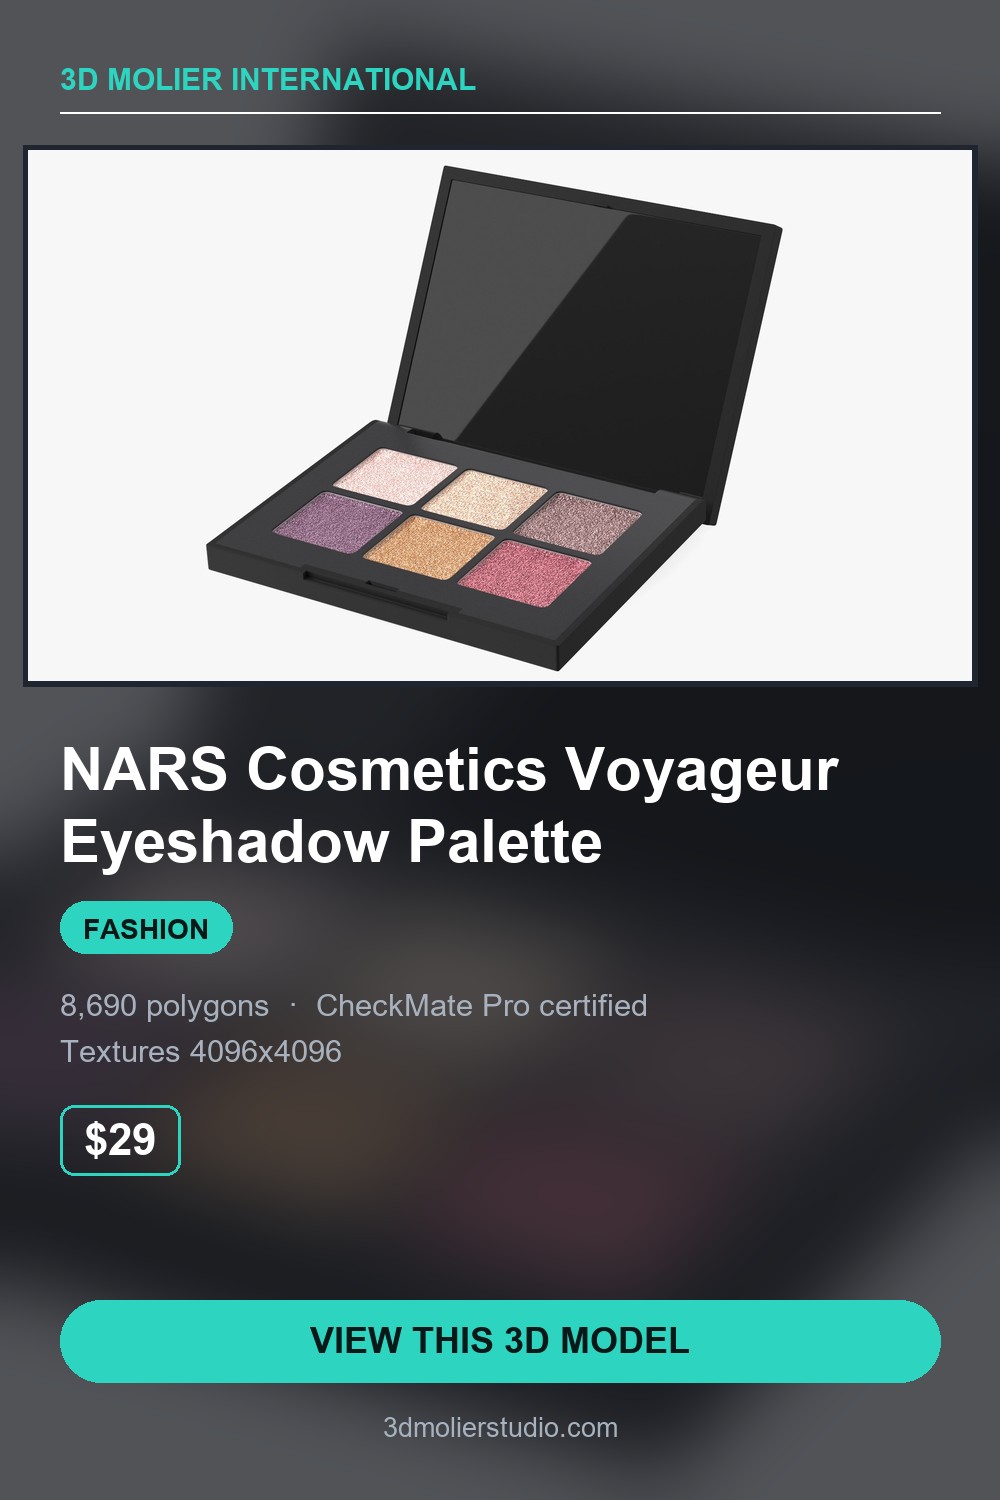 3D MOLIER INTERNATIONAL
NARS Cosmetics Voyageur
Eyeshadow Palette
FASHION
8,690 polygons · CheckMate Pro certified
Textures 4096x4096
$29
VIEW THIS 3D MODEL
3dmolierstudio.com